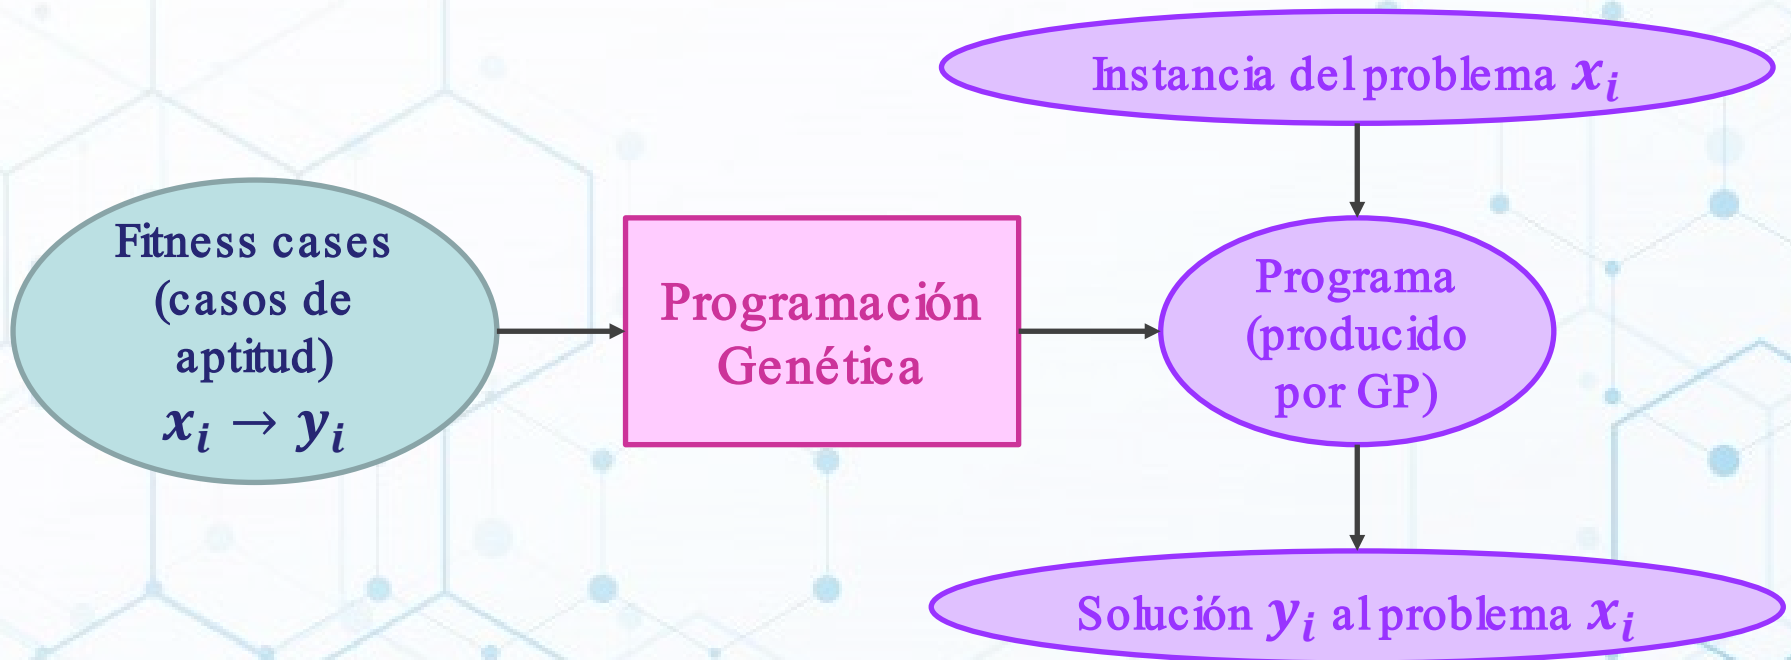 Instancia del problema xᵢ
Fitness cases
(casos de
aptitud)
xᵢ → yᵢ
Programación
Genética
Programa
(producido
por GP)
Solución yᵢ al problema xᵢ